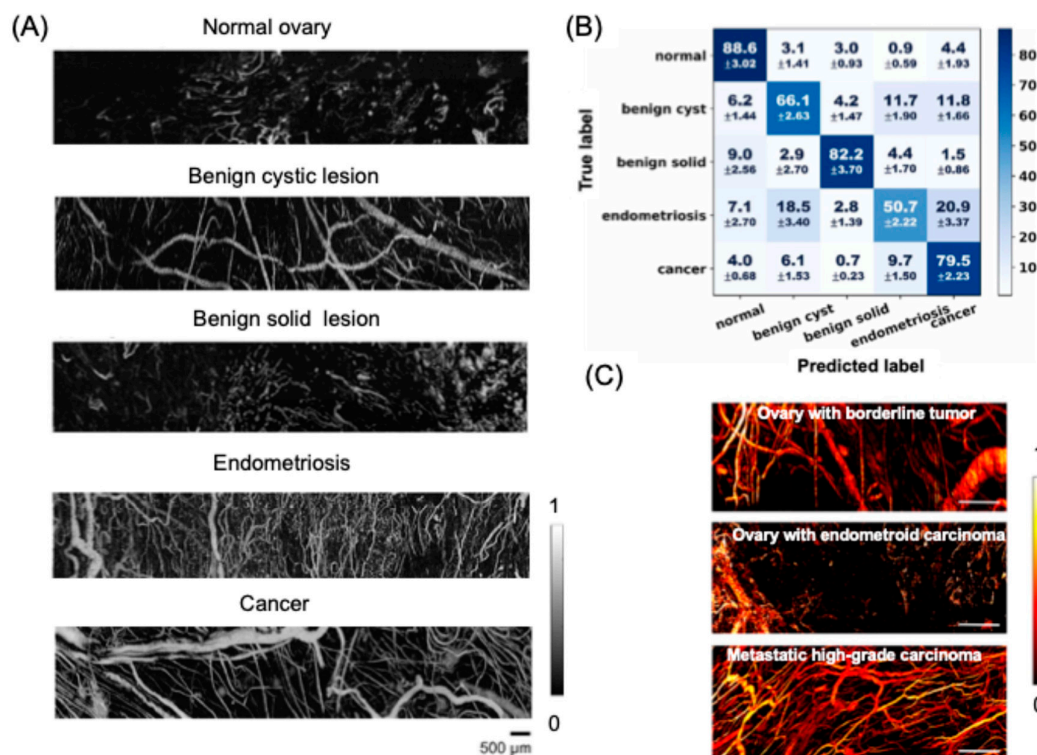 (A)
Normal ovary
Benign cystic lesion
Benign solid lesion
Endometriosis
Cancer
1
0
500 µm
(B)
True label
normal
benign cyst
benign solid
endometriosis
cancer
88.6 3.1 3.0 0.9 4.4
±3.02 ±1.41 ±0.93 ±0.59 ±1.93
6.2 66.1 4.2 11.7 11.8
±1.44 ±2.63 ±1.47 ±1.90 ±1.66
9.0 2.9 82.2 4.4 1.5
±2.56 ±2.70 ±3.70 ±1.70 ±0.86
7.1 18.5 2.8 50.7 20.9
±2.70 ±3.40 ±1.39 ±2.22 ±3.37
4.0 6.1 0.7 9.7 79.5
±0.68 ±1.53 ±0.23 ±1.50 ±2.23
normal
benign cyst
benign solid
endometriosis
cancer
Predicted label
80
70
60
50
40
30
20
10
(C)
Ovary with borderline tumor
Ovary with endometroid carcinoma
Metastatic high-grade carcinoma